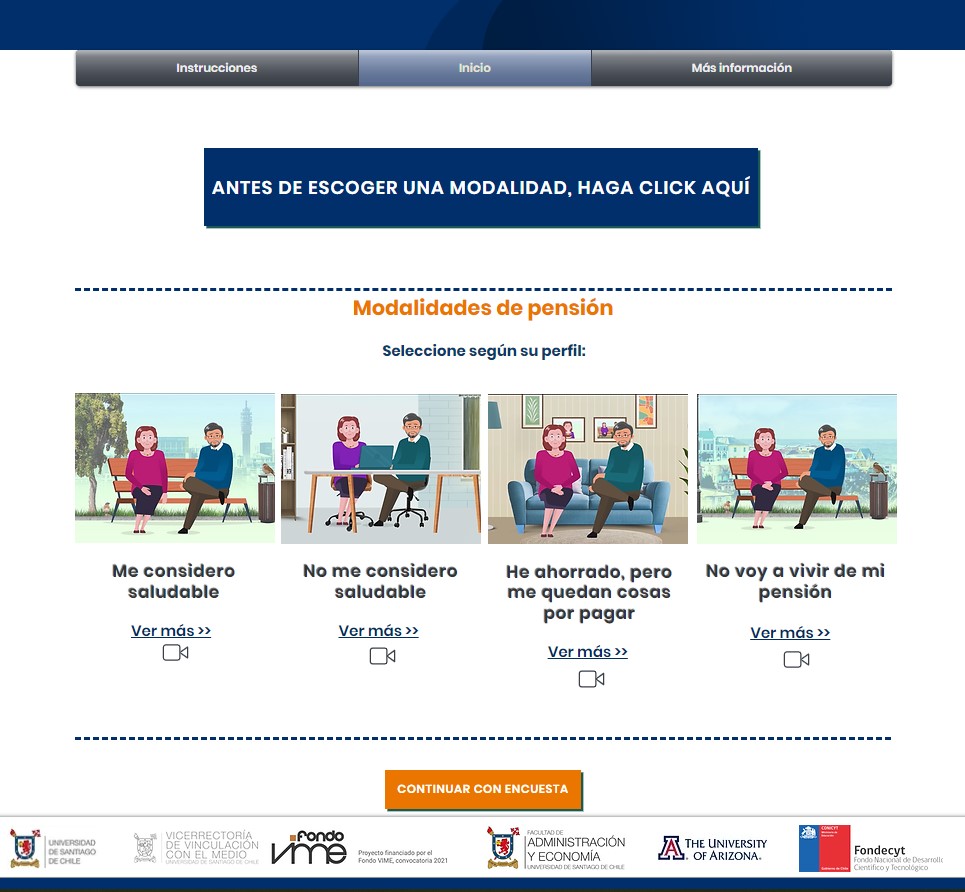 Instrucciones
Inicio
Más información
ANTES DE ESCOGER UNA MODALIDAD, HAGA CLICK AQUÍ
Modalidades de pensión
Seleccione según su perfil:
Me considero
saludable
Ver más >>
No me considero
saludable
Ver más >>
He ahorrado, pero
me quedan cosas
por pagar
Ver más >>
No voy a vivir de mi
pensión
Ver más >>
CONTINUAR CON ENCUESTA
UNIVERSIDAD
DE SANTIAGO
DE CHILE
VICERRECTORÍA
DE VINCULACIÓN
CON EL MEDIO
UNIVERSIDAD DE SANTIAGO DE CHILE
fondo
vime
Proyecto financiado por el
Fondo VIME, convocatoria 2021
FACULTAD DE
ADMINISTRACIÓN
Y ECONOMÍA
UNIVERSIDAD DE SANTIAGO DE CHILE
A
THE UNIVERSITY
OF ARIZONA
CONICYT
Gobierno de Chile
Fondecyt
Fondo Nacional de Desarrollo
Científico y Tecnológico